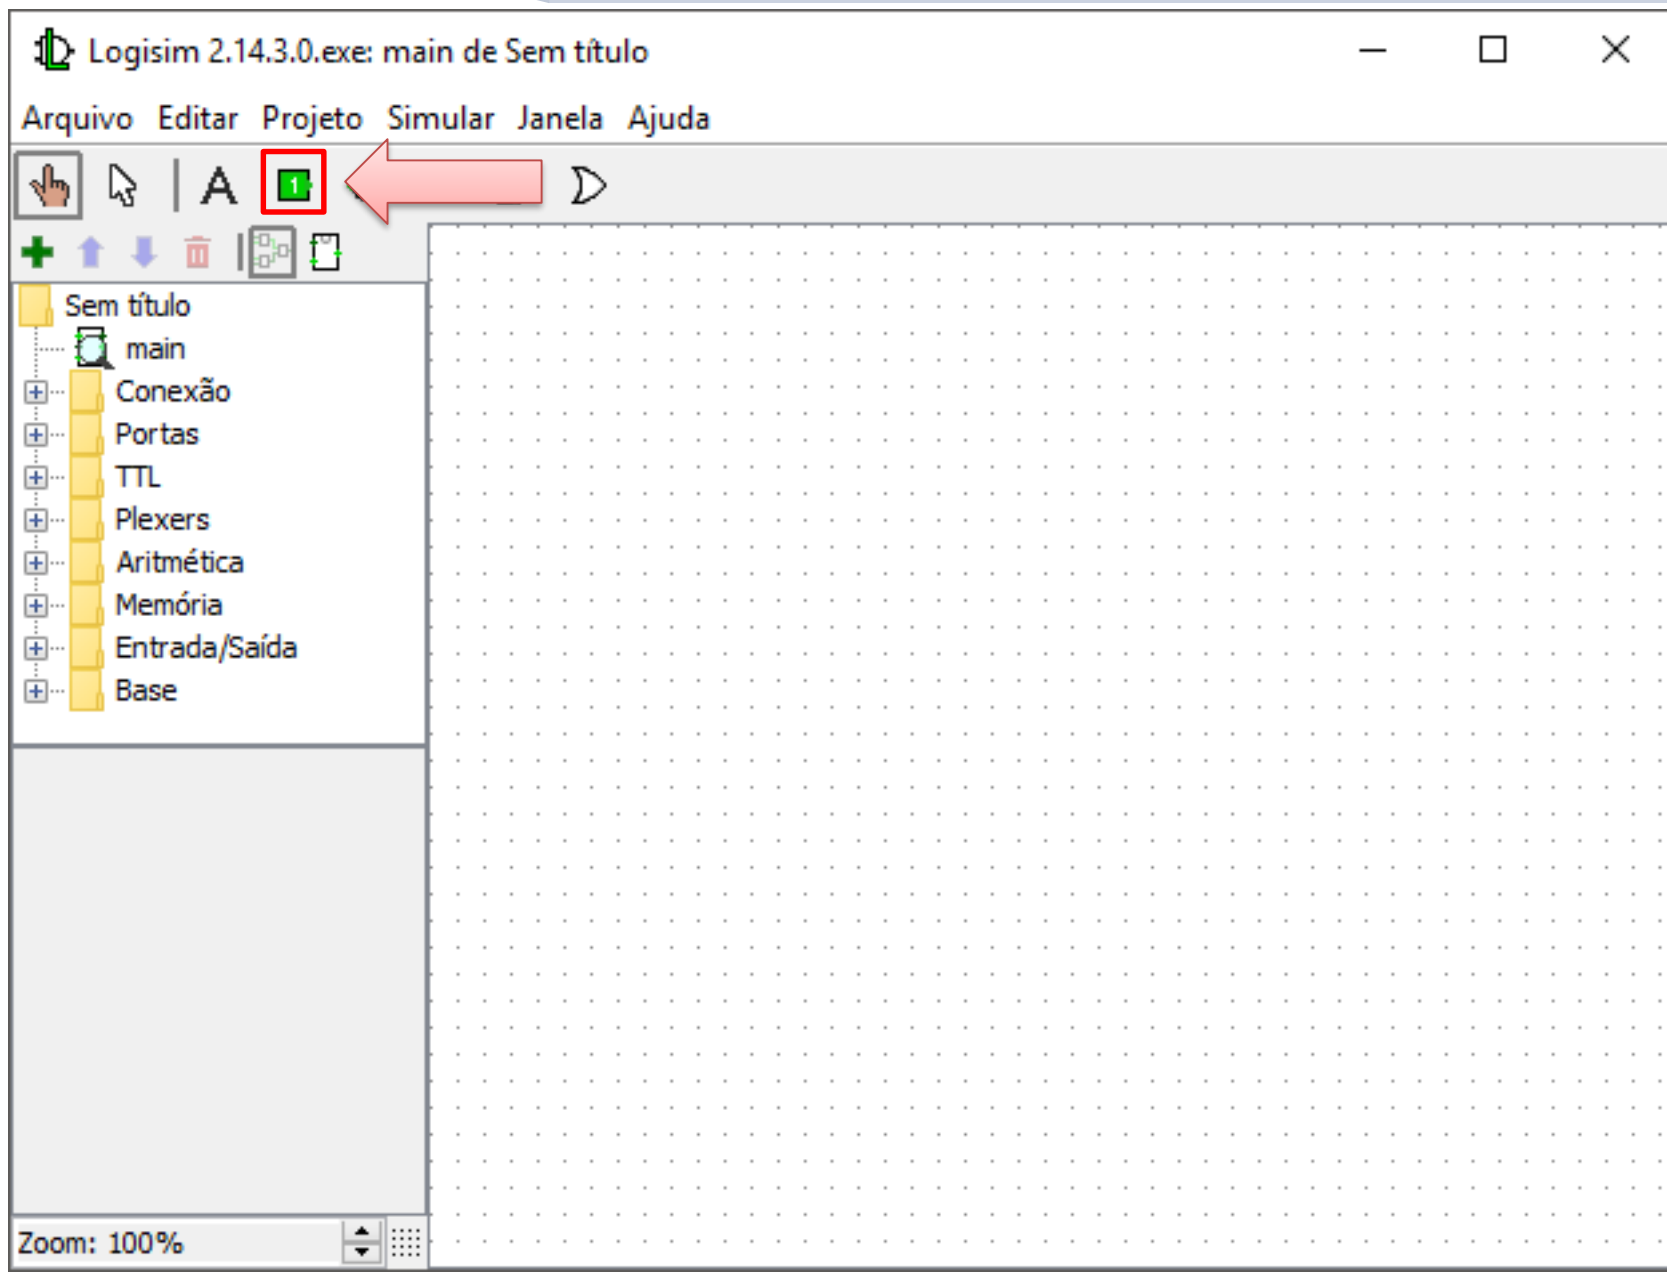 Logisim 2.14.3.0.exe: main de Sem título
Arquivo Editar Projeto Simular Janela Ajuda
A 1
Sem título
main
Conexão
Portas
TTL
Plexers
Aritmética
Memória
Entrada/Saída
Base
Zoom: 100%